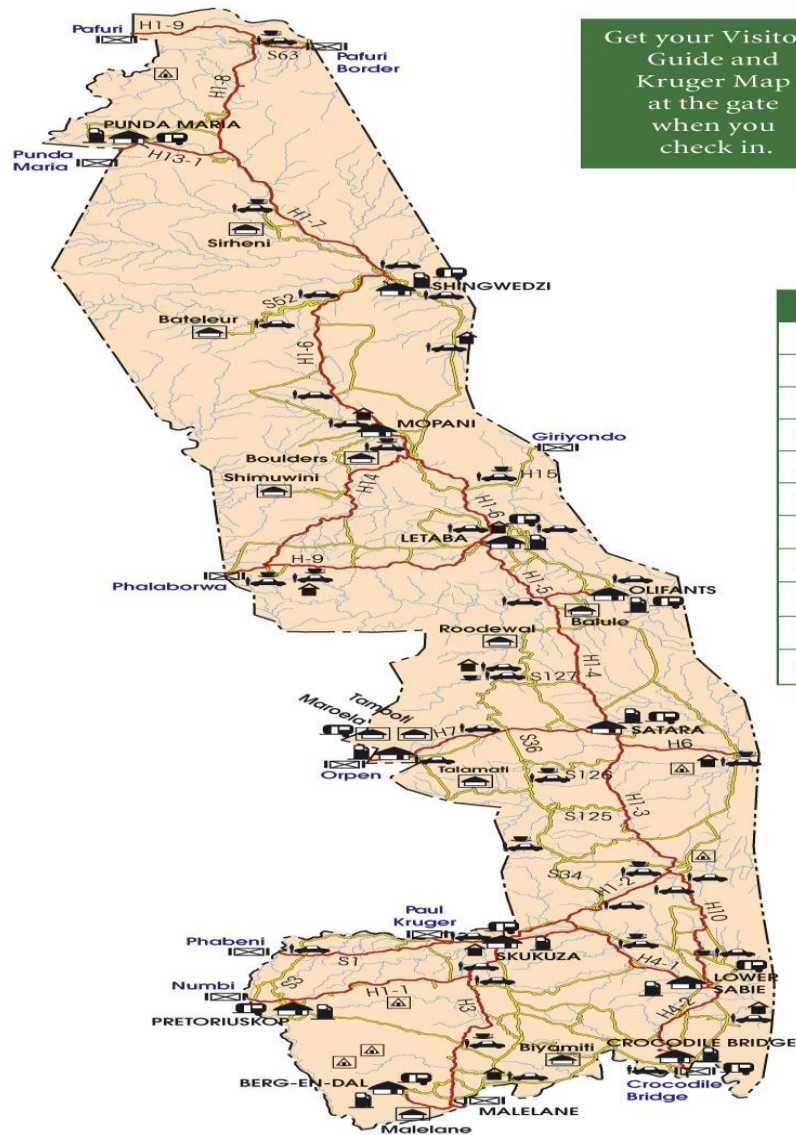 Pafuri
H1-9
S63
Pafuri
Border
H1-8
Get your Visito
Guide and
Kruger Map
at the gate
when you
check in.
PUNDA MARIA
Punda
Maria
H13-1
H1-7
Sirheni
SHINGWEDZI
S52
Bateleur
H1-6
MOPANI
Boulders
Giriyondo
Shimuwini
H14
H15
H1-6
LETABA
H-9
Phalaborwa
H1-5
OLIFANTS
Balule
Roodewal
H1-4
S127
Tamboti
Maroela
H7
SATARA
H6
Orpen
S36
Talamati
S126
H1-3
S125
S34
H1-2
Paul
Kruger
H10
Phabeni
S1
SKUKUZA
H4-1
LOWER
SABIE
Numbi
S3
H1-1
H3
H4-2
PRETORIUSKOP
Biyamiti
CROCODILE BRIDGE
BERG-EN-DAL
Crocodile
Bridge
MALELANE
Malelane